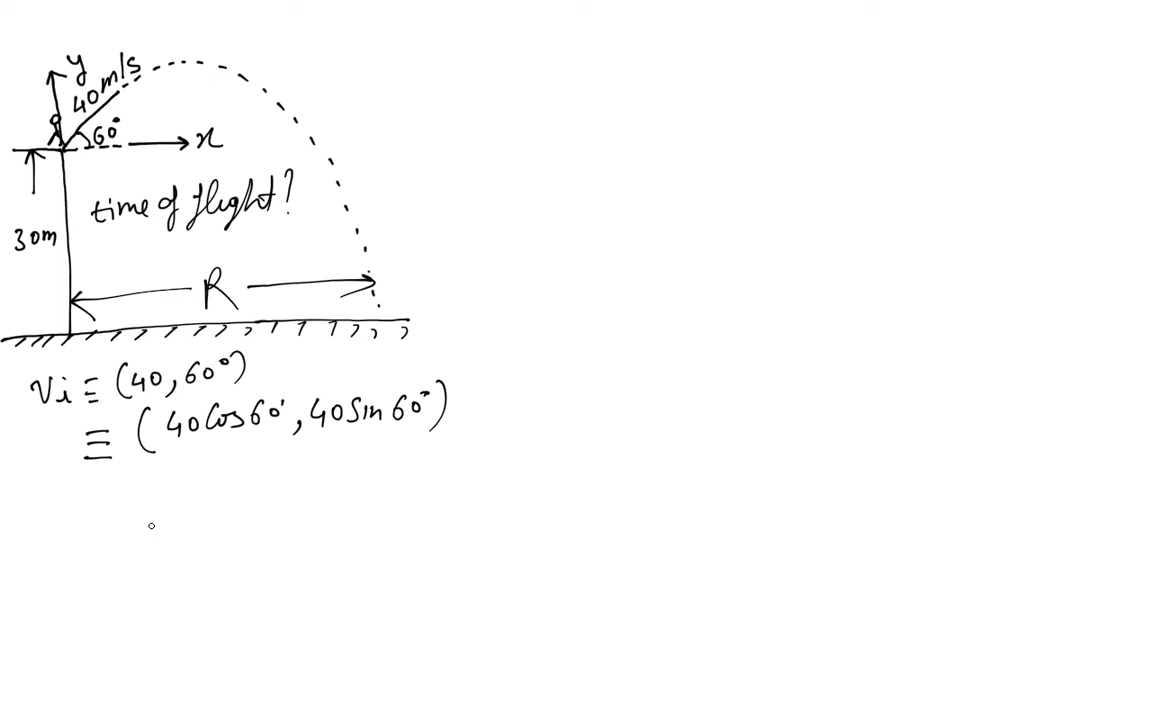 y
40m/s
60°
x
time of flight?
30m
R
Vi ≡ (40, 60°)
≡ (40Cos60°, 40Sin60°)